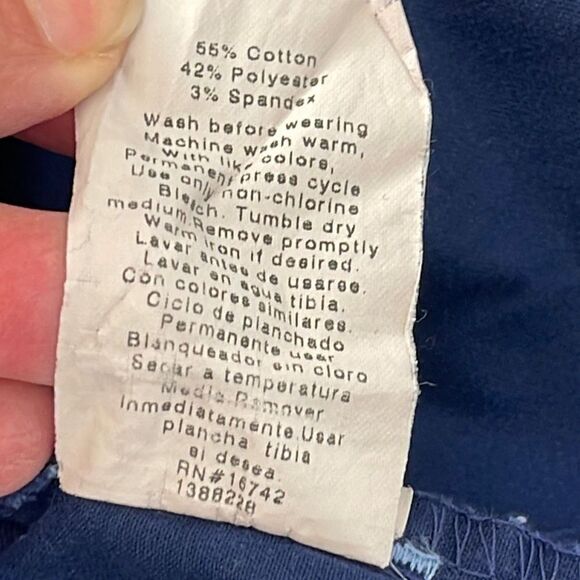 55% Cotton
42% Polyester
3% Spandex
Wash before wearing
Machine wash warm,
With like colors,
Permanent press cycle
Use only non-chlorine
Bleach. Tumble dry
medium.Remove promptly
Warm iron if desired.
Lavar antes de usarse.
Lavar en agua tibia.
Con colores similares.
Ciclo de planchado
Permanente usar
Blanqueador sin cloro
Secar a temperatura
Media.Remover
Inmediatamente.Usar
plancha tibia
si desea.
RN#16742
1388228